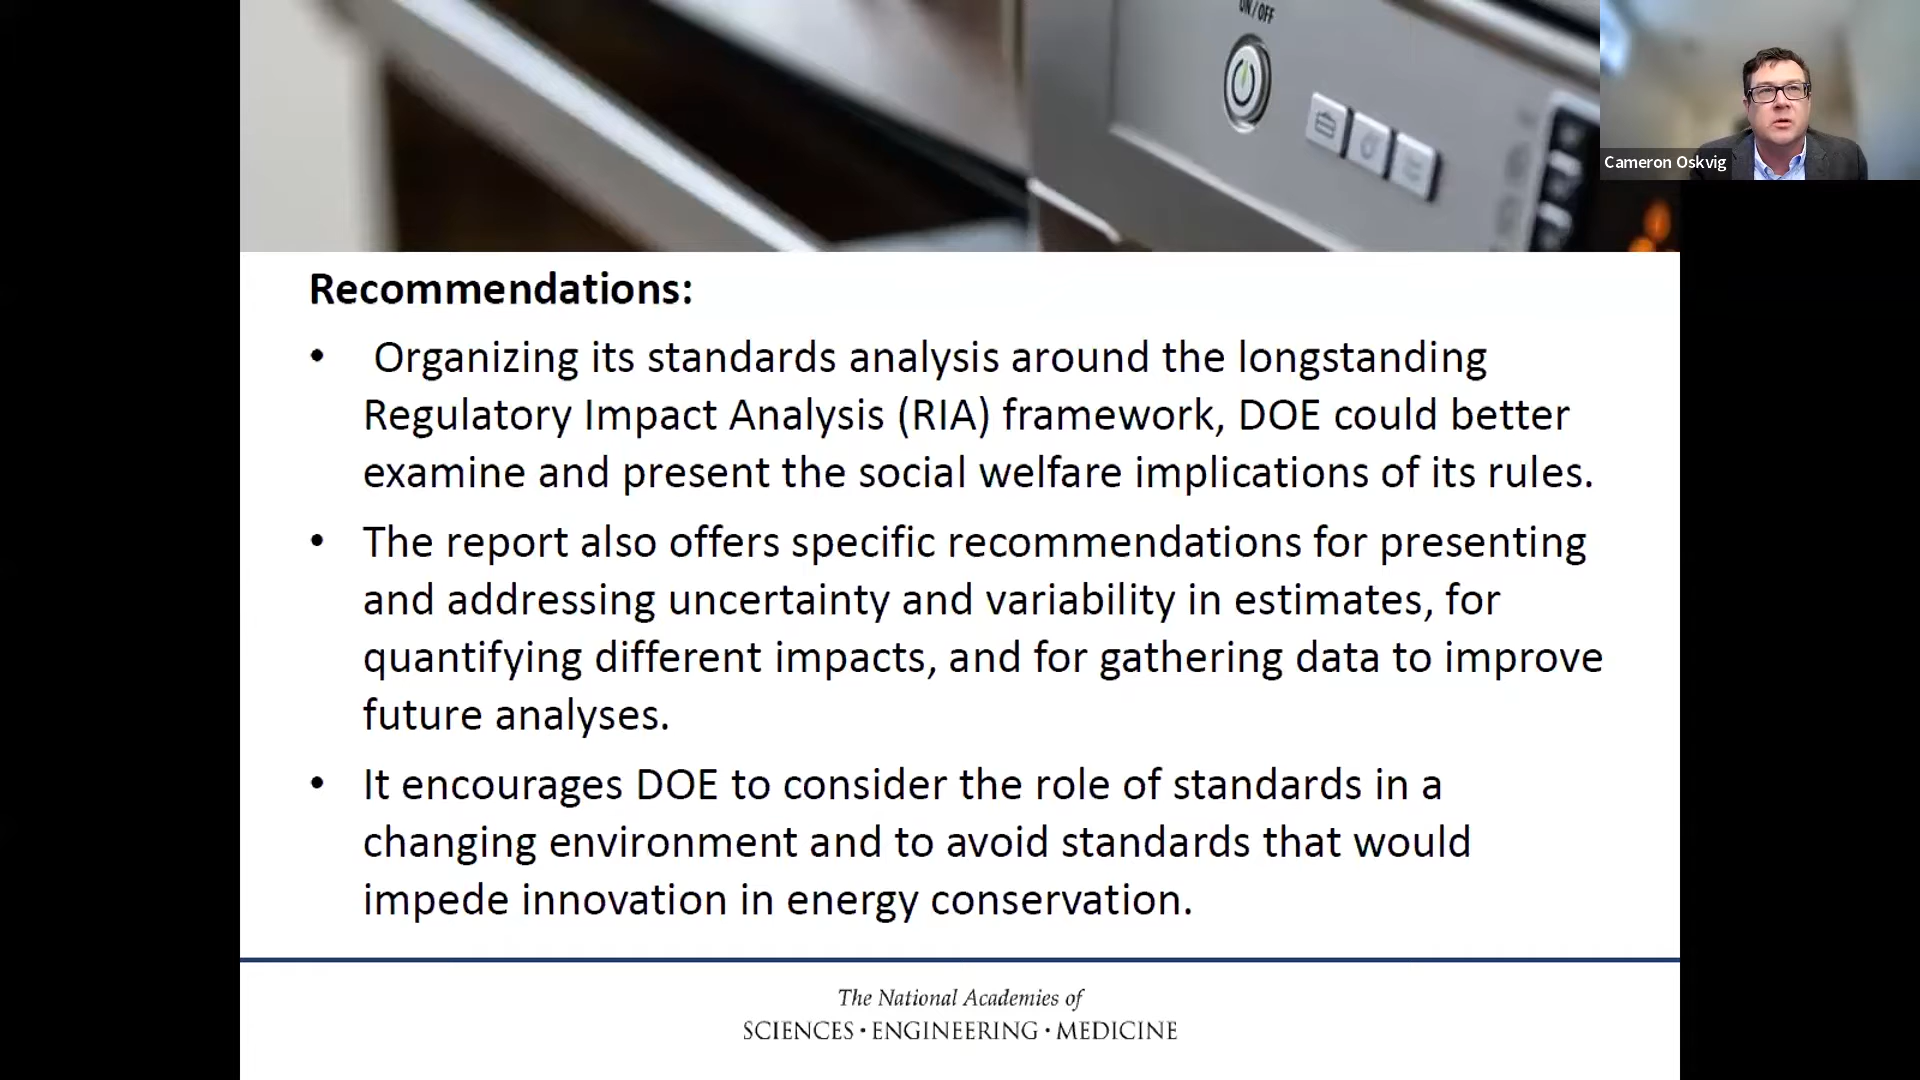 ON/OFF
Cameron Oskvig
Recommendations:
• Organizing its standards analysis around the longstanding
Regulatory Impact Analysis (RIA) framework, DOE could better
examine and present the social welfare implications of its rules.
• The report also offers specific recommendations for presenting
and addressing uncertainty and variability in estimates, for
quantifying different impacts, and for gathering data to improve
future analyses.
• It encourages DOE to consider the role of standards in a
changing environment and to avoid standards that would
impede innovation in energy conservation.
The National Academies of
SCIENCES • ENGINEERING • MEDICINE